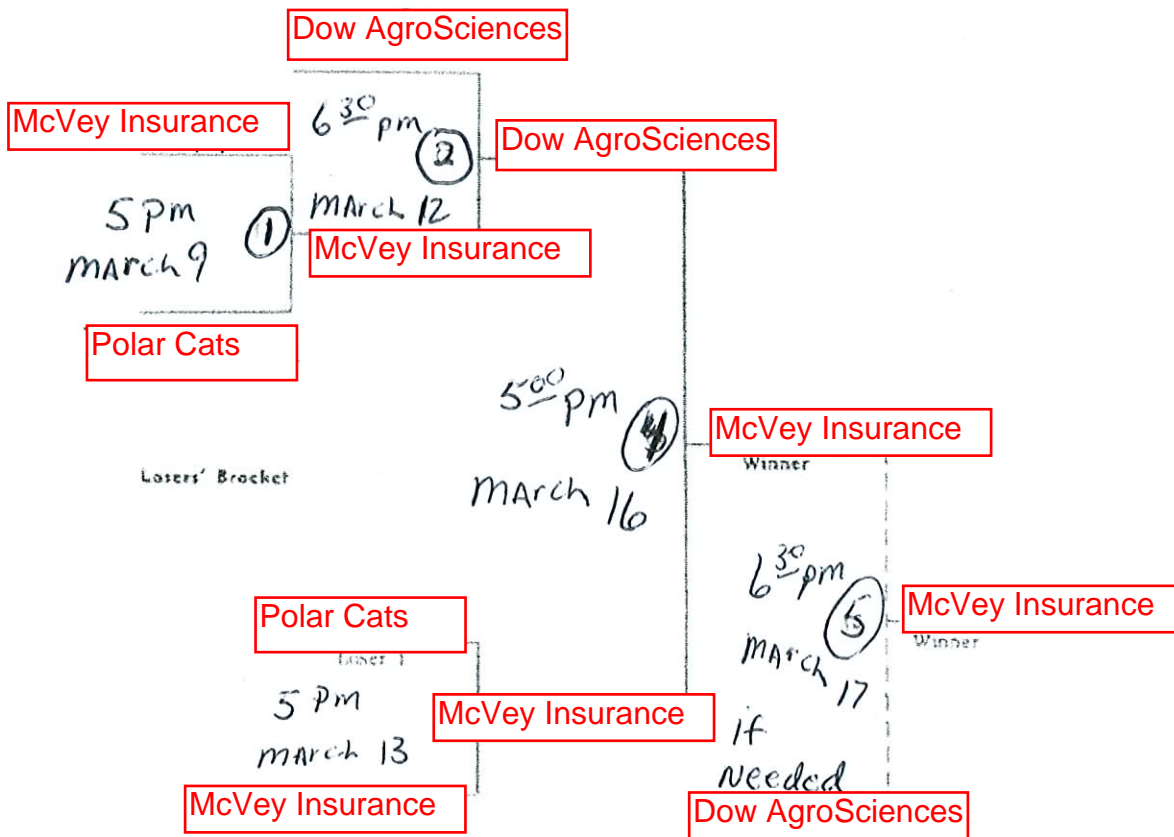 Dow AgroSciences
McVey Insurance
6 30 pm
2
Dow AgroSciences
March 12
5 PM
March 9
1
McVey Insurance
Polar Cats
5 00 pm
4
March 16
McVey Insurance
Winner
Losers' Bracket
6 30 pm
5
March 17
if
Needed
McVey Insurance
Winner
Polar Cats
Loser 1
5 PM
March 13
McVey Insurance
McVey Insurance
Dow AgroSciences